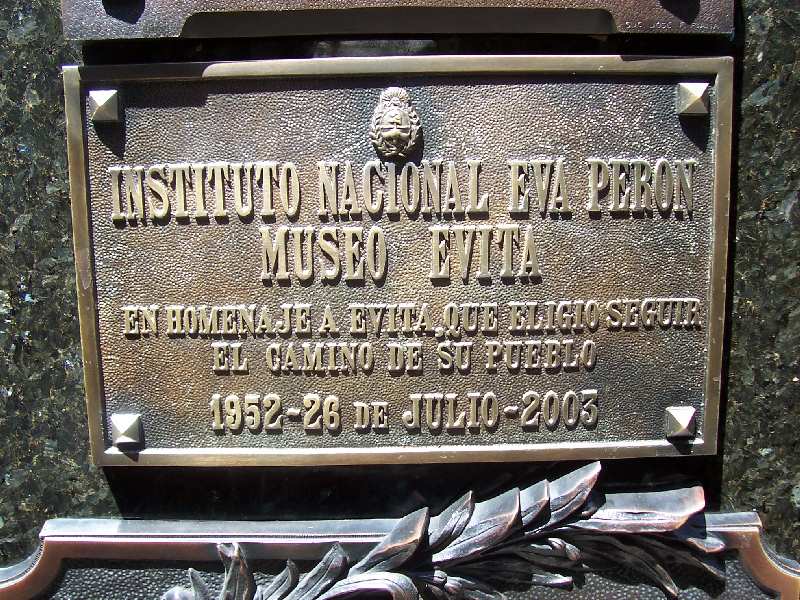 INSTITUTO NACIONAL EVA PERON
MUSEO EVITA
EN HOMENAJE A EVITA, QUE ELIGIO SEGUIR
EL CAMINO DE SU PUEBLO
1952-26 DE JULIO-2003